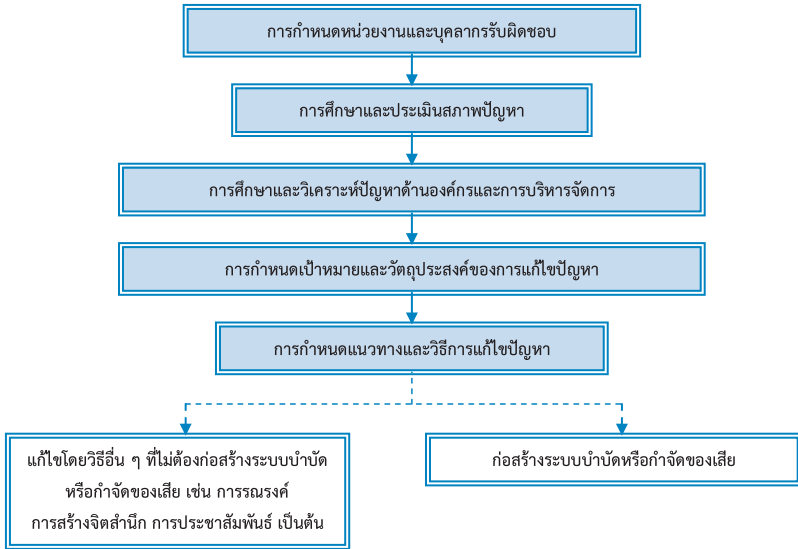 การกำหนดหน่วยงานและบุคลากรรับผิดชอบ
การศึกษาและประเมินสภาพปัญหา
การศึกษาและวิเคราะห์ปัญหาด้านองค์กรและการบริหารจัดการ
การกำหนดเป้าหมายและวัตถุประสงค์ของการแก้ไขปัญหา
การกำหนดแนวทางและวิธีการแก้ไขปัญหา
แก้ไขโดยวิธีอื่น ๆ ที่ไม่ต้องก่อสร้างระบบบำบัด
หรือกำจัดของเสีย เช่น การรณรงค์
การสร้างจิตสำนึก การประชาสัมพันธ์ เป็นต้น
ก่อสร้างระบบบำบัดหรือกำจัดของเสีย